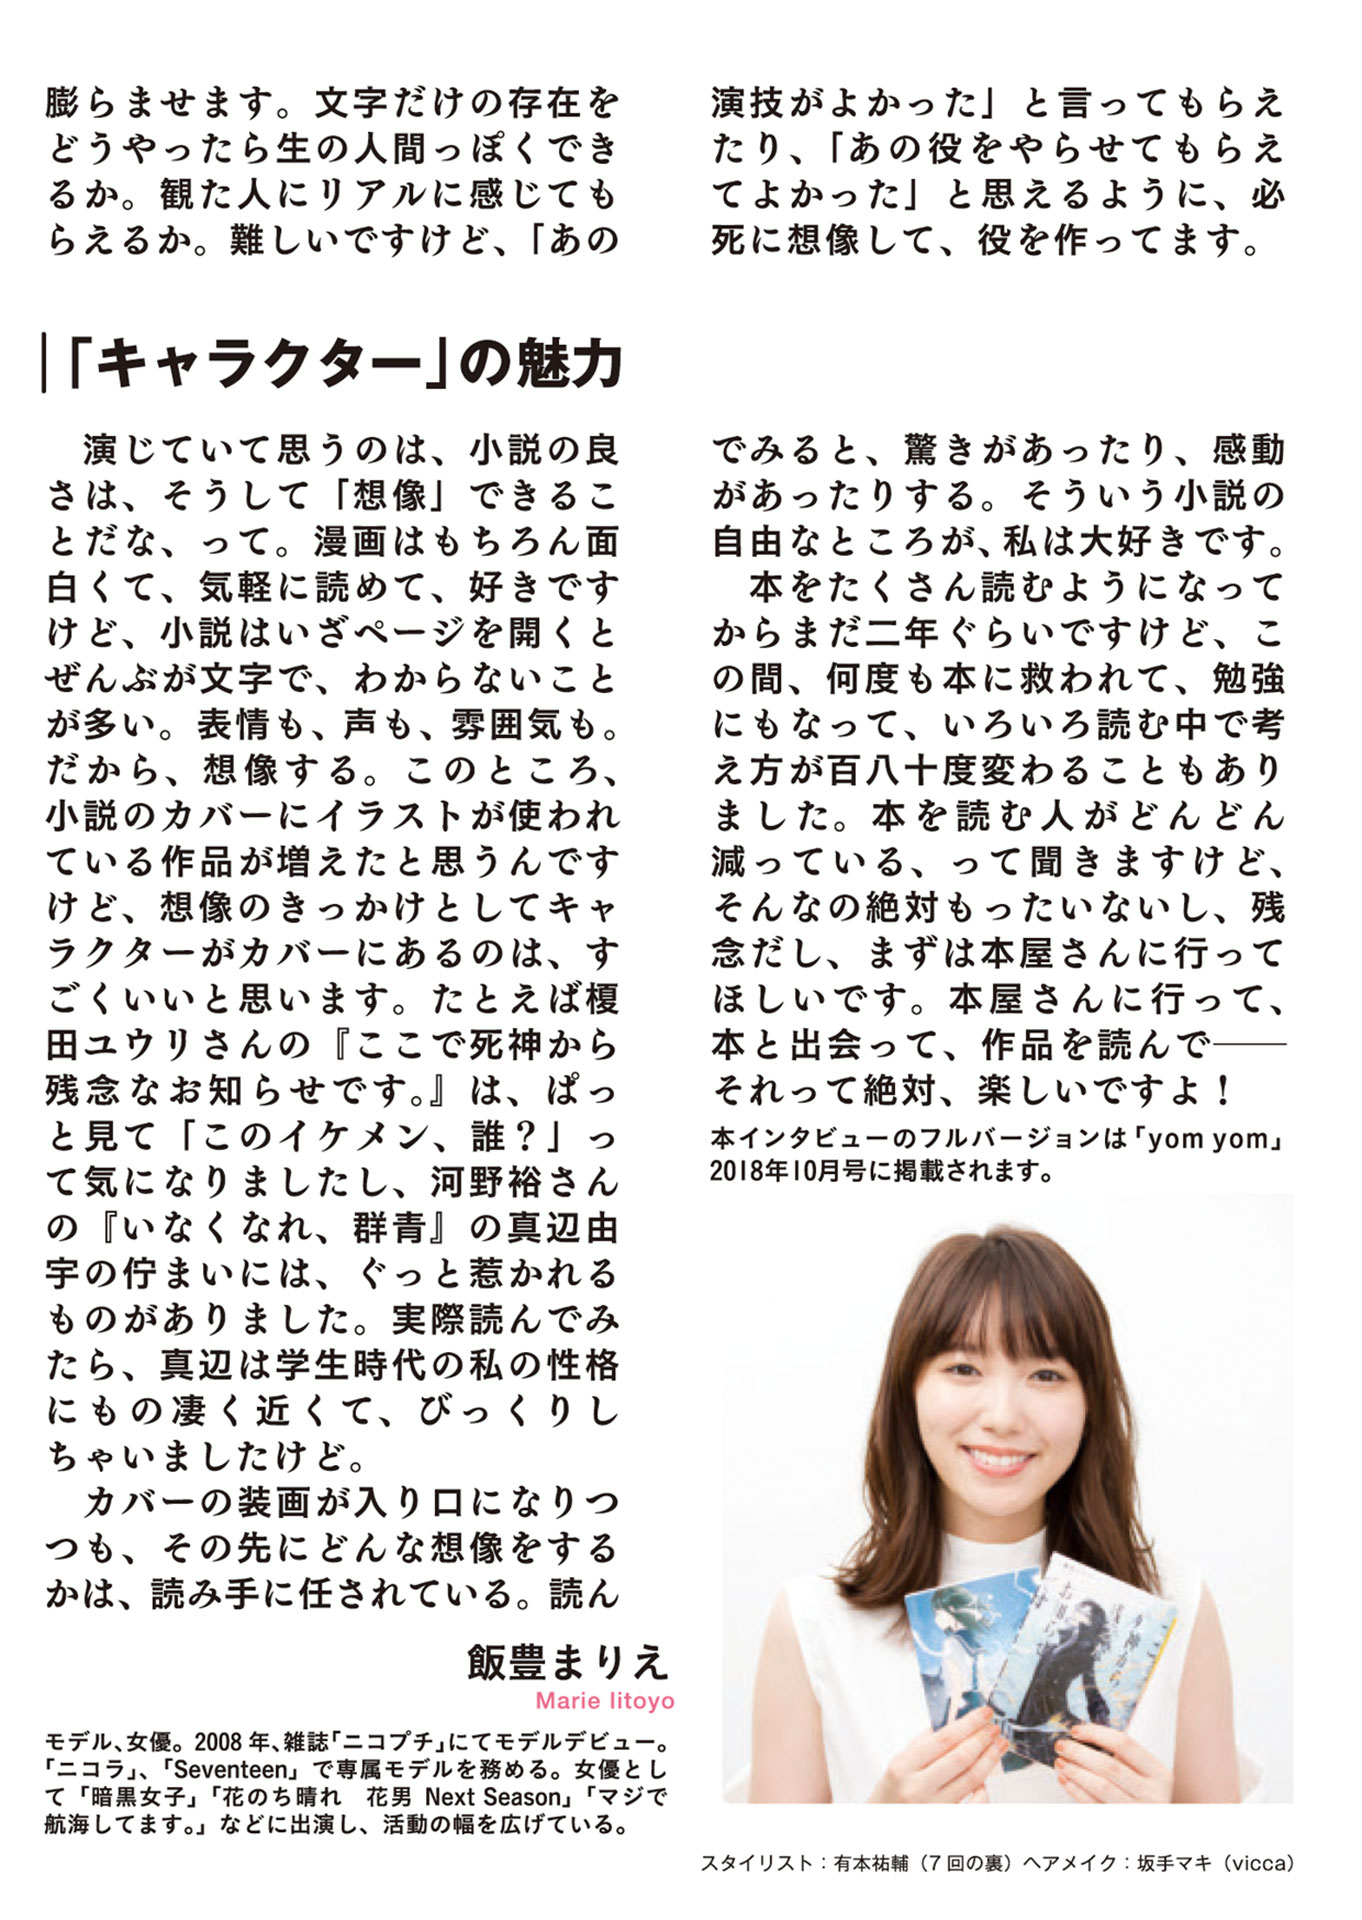 膨らませます。文字だけの存在を
どうやったら生の人間っぽくでき
るか。観た人にリアルに感じても
らえるか。難しいですけど、「あの
演技がよかった」と言ってもらえ
たり、「あの役をやらせてもらえ
てよかった」と思えるように、必
死に想像して、役を作ってます。
「キャラクター」の魅力
演じていて思うのは、小説の良
さは、そうして「想像」できるこ
とだな、って。漫画はもちろん面
白くて、気軽に読めて、好きです
けど、小説はいざページを開くと
ぜんぶが文字で、わからないこと
が多い。表情も、声も、雰囲気も。
だから、想像する。このところ、
小説のカバーにイラストが使われ
ている作品が増えたと思うんです
けど、想像のきっかけとしてキャ
ラクターがカバーにあるのは、す
ごくいいと思います。たとえば榎
田ユウリさんの『ここで死神から
残念なお知らせです。』は、ぱっ
と見て「このイケメン、誰？」っ
て気になりましたし、河野裕さん
の『いなくなれ、群青』の真辺由
宇の佇まいには、ぐっと惹かれる
ものがありました。実際読んでみ
たら、真辺は学生時代の私の性格
にもの凄く近くて、びっくりし
ちゃいましたけど。
カバーの装画が入り口になりつ
つも、その先にどんな想像をする
かは、読み手に任されている。読ん
でみると、驚きがあったり、感動
があったりする。そういう小説の
自由なところが、私は大好きです。
本をたくさん読むようになって
からまだ二年ぐらいですけど、こ
の間、何度も本に救われて、勉強
にもなって、いろいろ読む中で考
え方が百八十度変わることもあり
ました。本を読む人がどんどん
減っている、って聞きますけど、
そんなの絶対もったいないし、残
念だし、まずは本屋さんに行って
ほしいです。本屋さんに行って、
本と出会って、作品を読んで――
それって絶対、楽しいですよ！
本インタビューのフルバージョンは「yom yom」
2018年10月号に掲載されます。
飯豊まりえ
Marie Iitoyo
モデル、女優。2008年、雑誌「ニコプチ」にてモデルデビュー。
「ニコラ」、「Seventeen」で専属モデルを務める。女優とし
て「暗黒女子」「花のち晴れ　花男 Next Season」「マジで
航海してます。」などに出演し、活動の幅を広げている。
スタイリスト：有本祐輔（7回の裏）ヘアメイク：坂手マキ（vicca）